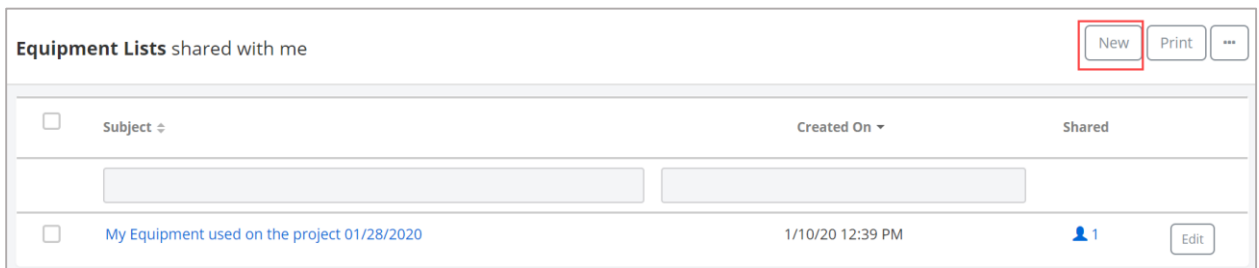 Equipment Lists shared with me
New Print ...
Subject Created On Shared
My Equipment used on the project 01/28/2020 1/10/20 12:39 PM 1 Edit